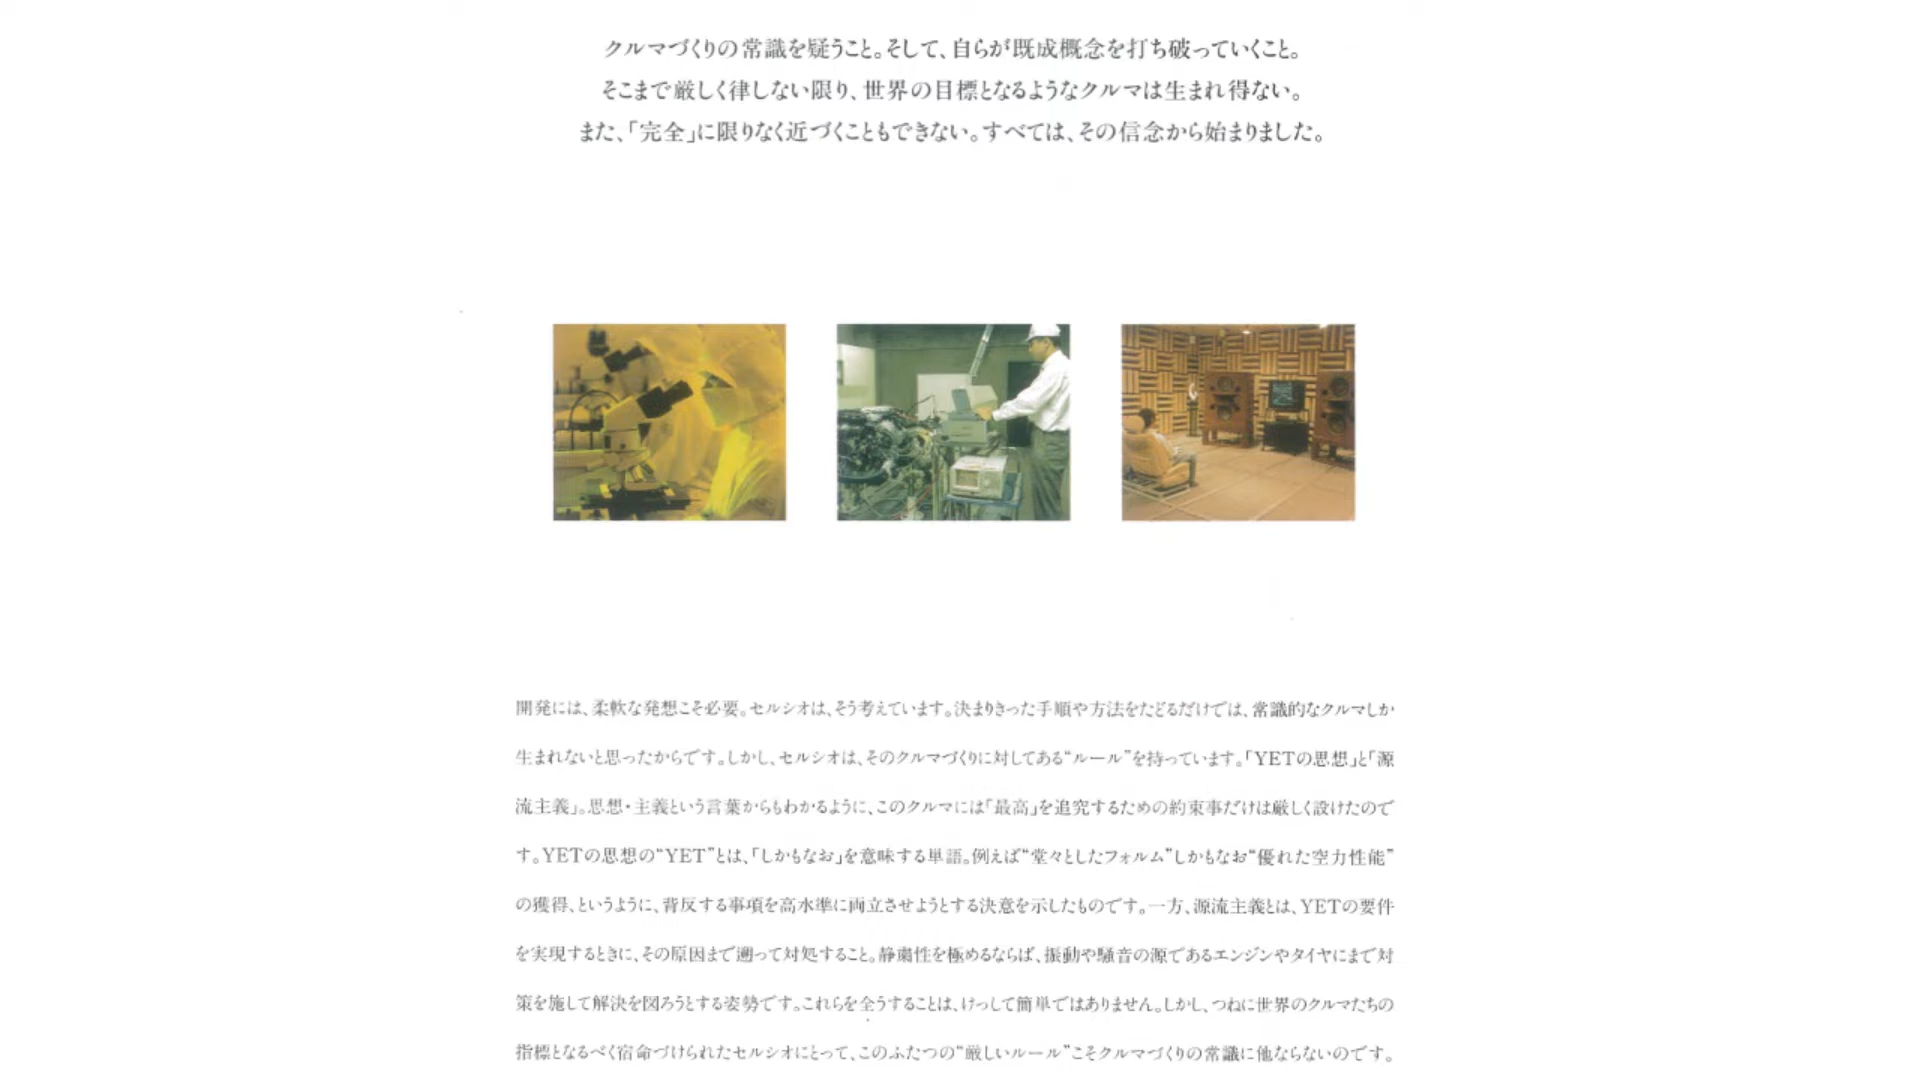 クルマづくりの常識を疑うこと。そして、自らが既成概念を打ち破っていくこと。
そこまで厳しく律しない限り、世界の目標となるようなクルマは生まれ得ない。
また、「完全」に限りなく近づくこともできない。すべては、その信念から始まりました。
開発には、柔軟な発想こそ必要。セルシオは、そう考えています。決まりきった手順や方法をたどるだけでは、常識的なクルマしか
生まれないと思ったからです。しかし、セルシオは、そのクルマづくりに対してある“ルール”を持っています。「YETの思想」と「源
流主義」。思想・主義という言葉からもわかるように、このクルマには「最高」を追究するための約束事だけは厳しく設けたので
す。YETの思想の“YET”とは、「しかもなお」を意味する単語。例えば“堂々としたフォルム”しかもなお“優れた空力性能”
の獲得、というように、背反する事項を高水準に両立させようとする決意を示したものです。一方、源流主義とは、YETの要件
を実現するときに、その原因まで遡って対処すること。静粛性を極めるならば、振動や騒音の源であるエンジンやタイヤにまで対
策を施して解決を図ろうとする姿勢です。これらを全うすることは、けっして簡単ではありません。しかし、つねに世界のクルマたちの
指標となるべく宿命づけられたセルシオにとって、このふたつの“厳しいルール”こそクルマづくりの常識に他ならないのです。